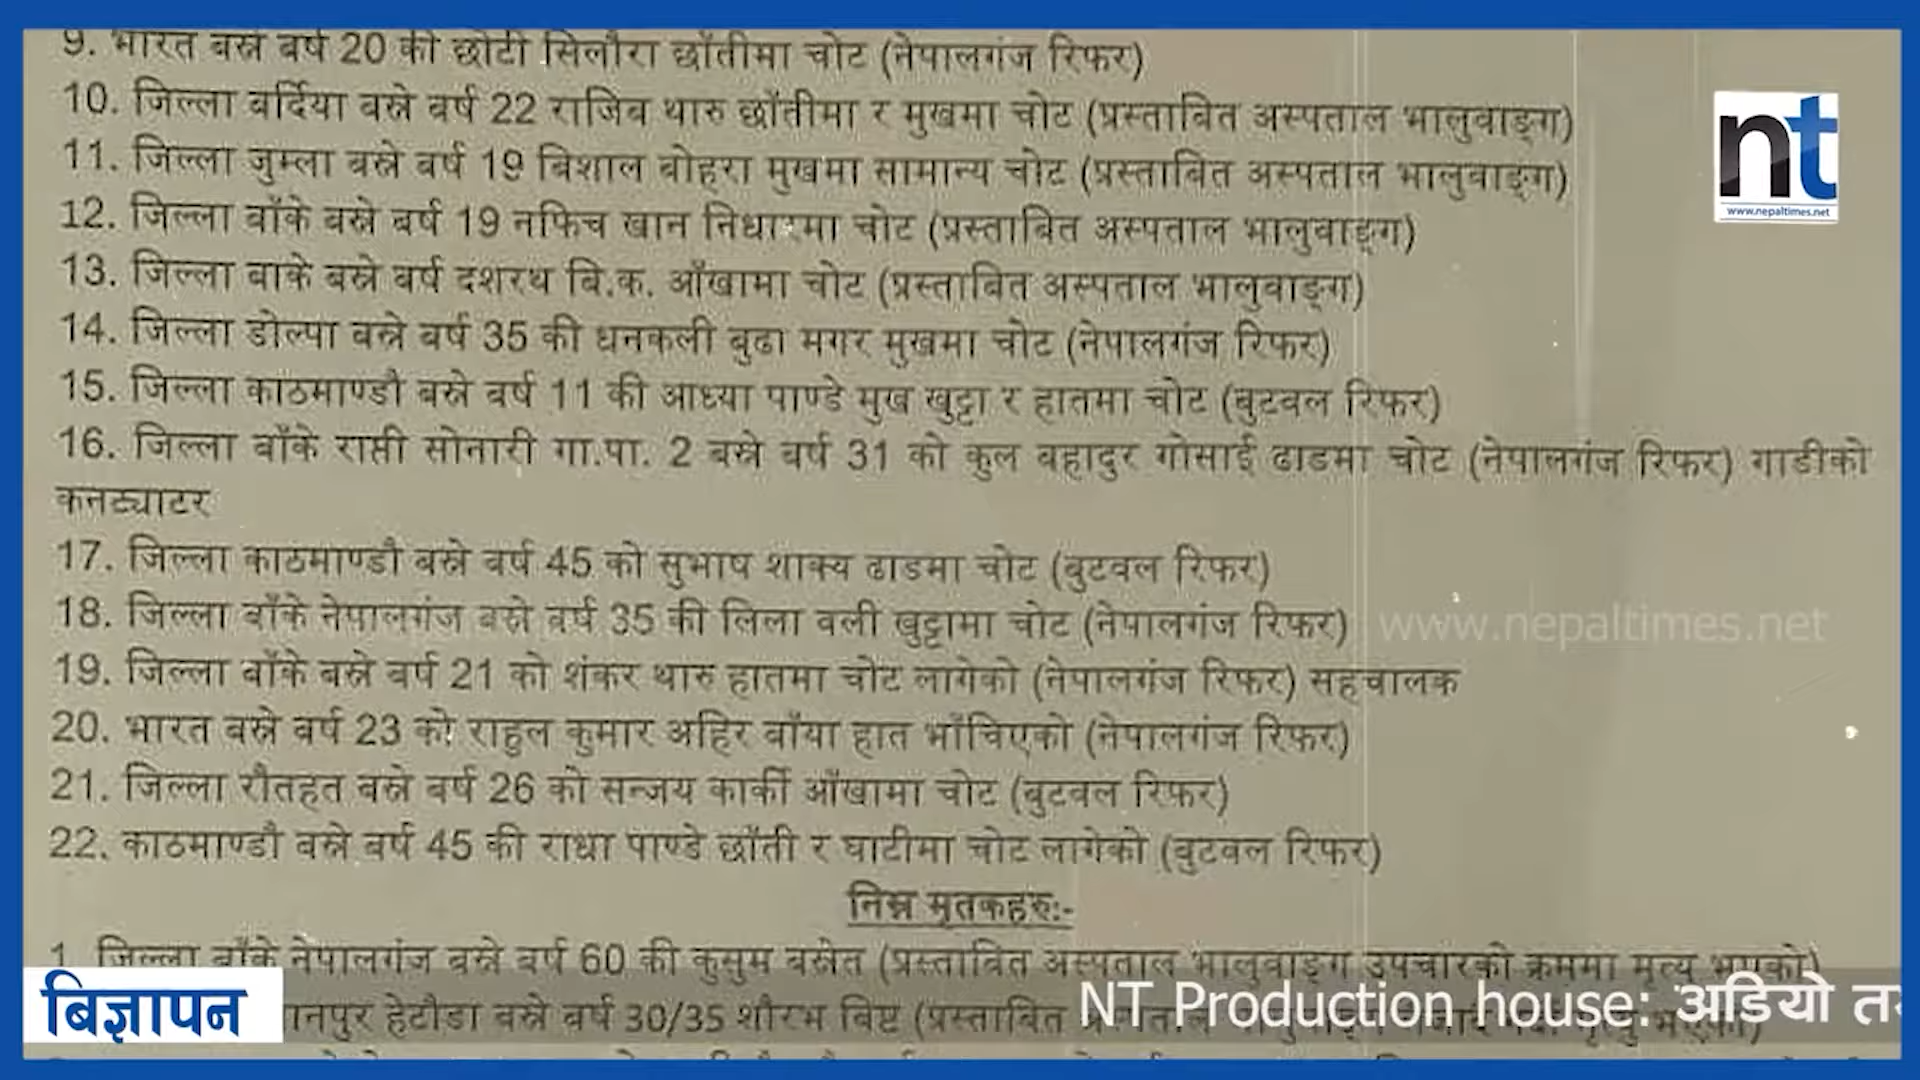 9. भारत बस्ने बर्ष 20 की छोटी सिलौरा छाँतीमा चोट (नेपालगंज रिफर)
10. जिल्ला बर्दिया बस्ने बर्ष 22 राजिब थारु छाँतीमा र मुखमा चोट (प्रस्ताबित अस्पताल भालुवाङ्ग)
11. जिल्ला जुम्ला बस्ने बर्ष 19 बिशाल बोहरा मुखमा सामान्य चोट (प्रस्ताबित अस्पताल भालुवाङ्ग)
12. जिल्ला बाँके बस्ने बर्ष 19 नफिच खान निधारमा चोट (प्रस्ताबित अस्पताल भालुवाङ्ग)
13. जिल्ला बाके बस्ने बर्ष दशरथ बि.क. आँखामा चोट (प्रस्ताबित अस्पताल भालुवाङ्ग)
14. जिल्ला डोल्पा बस्ने बर्ष 35 की धनकली बुढा मगर मुखमा चोट (नेपालगंज रिफर)
15. जिल्ला काठमाण्डौ बस्ने बर्ष 11 की आध्या पाण्डे मुख खुट्टा र हातमा चोट (बुटवल रिफर)
16. जिल्ला बाँके राप्ती सोनारी गा.पा. 2 बस्ने बर्ष 31 को कुल बहादुर गोसाई ढाडमा चोट (नेपालगंज रिफर) गाडीको
कनट्याटर
17. जिल्ला काठमाण्डौ बस्ने बर्ष 45 को सुभाष शाक्य ढाडमा चोट (बुटवल रिफर)
18. जिल्ला बाँके नेपालगंज बस्ने बर्ष 35 की लिला वली खुट्टामा चोट (नेपालगंज रिफर)
19. जिल्ला बाँके बस्ने बर्ष 21 को शंकर थारु हातमा चोट लागेको (नेपालगंज रिफर) सहचालक
20. भारत बस्ने बर्ष 23 को राहुल कुमार अहिर बाँया हात भाँचिएको (नेपालगंज रिफर)
21. जिल्ला रौतहत बस्ने बर्ष 26 को सन्जय कार्की आँखामा चोट (बुटवल रिफर)
22. काठमाण्डौ बस्ने बर्ष 45 की राधा पाण्डे छाँती र घाटीमा चोट लागेको (बुटवल रिफर)
निम्न मृतकहरु:-
1. जिल्ला बाँके नेपालगंज बस्ने बर्ष 60 की कुसुम बस्नेत (प्रस्ताबित अस्पताल भालुवाङ्ग उपचारको क्रममा मृत्यु भएको)
हेटौडा बस्ने बर्ष 30/35 शौरभ बिष्ट (प्रस्ताबित
nt
www.nepaltimes.net
www.nepaltimes.net
बिज्ञापन
NT Production house: अडियो